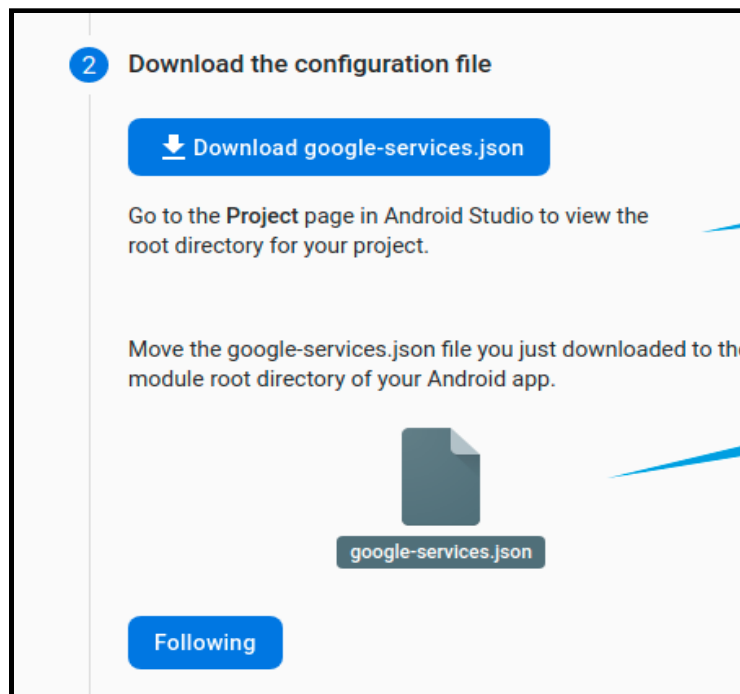 2 Download the configuration file
Download google-services.json
Go to the Project page in Android Studio to view the
root directory for your project.
Move the google-services.json file you just downloaded to the
module root directory of your Android app.
google-services.json
Following